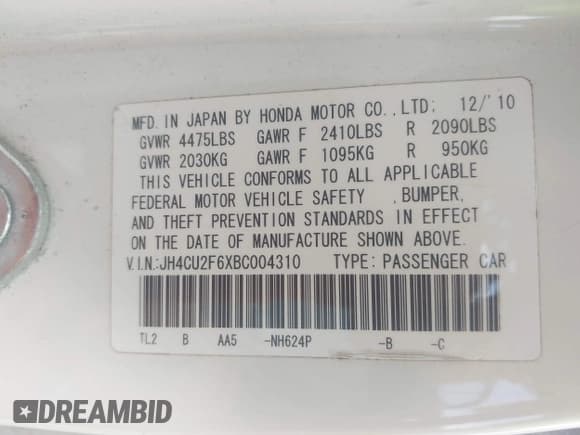 MFD. IN JAPAN BY HONDA MOTOR CO., LTD: 12/'10
GVWR 4475LBS GAWR F 2410LBS R 2090LBS
GVWR 2030KG GAWR F 1095KG R 950KG
THIS VEHICLE CONFORMS TO ALL APPLICABLE
FEDERAL MOTOR VEHICLE SAFETY , BUMPER,
AND THEFT PREVENTION STANDARDS IN EFFECT
ON THE DATE OF MANUFACTURE SHOWN ABOVE.
V.I.N.:JH4CU2F6XBC004310 TYPE: PASSENGER CAR
TL2 B AA5 -NH624P -B -C
DREAMBID